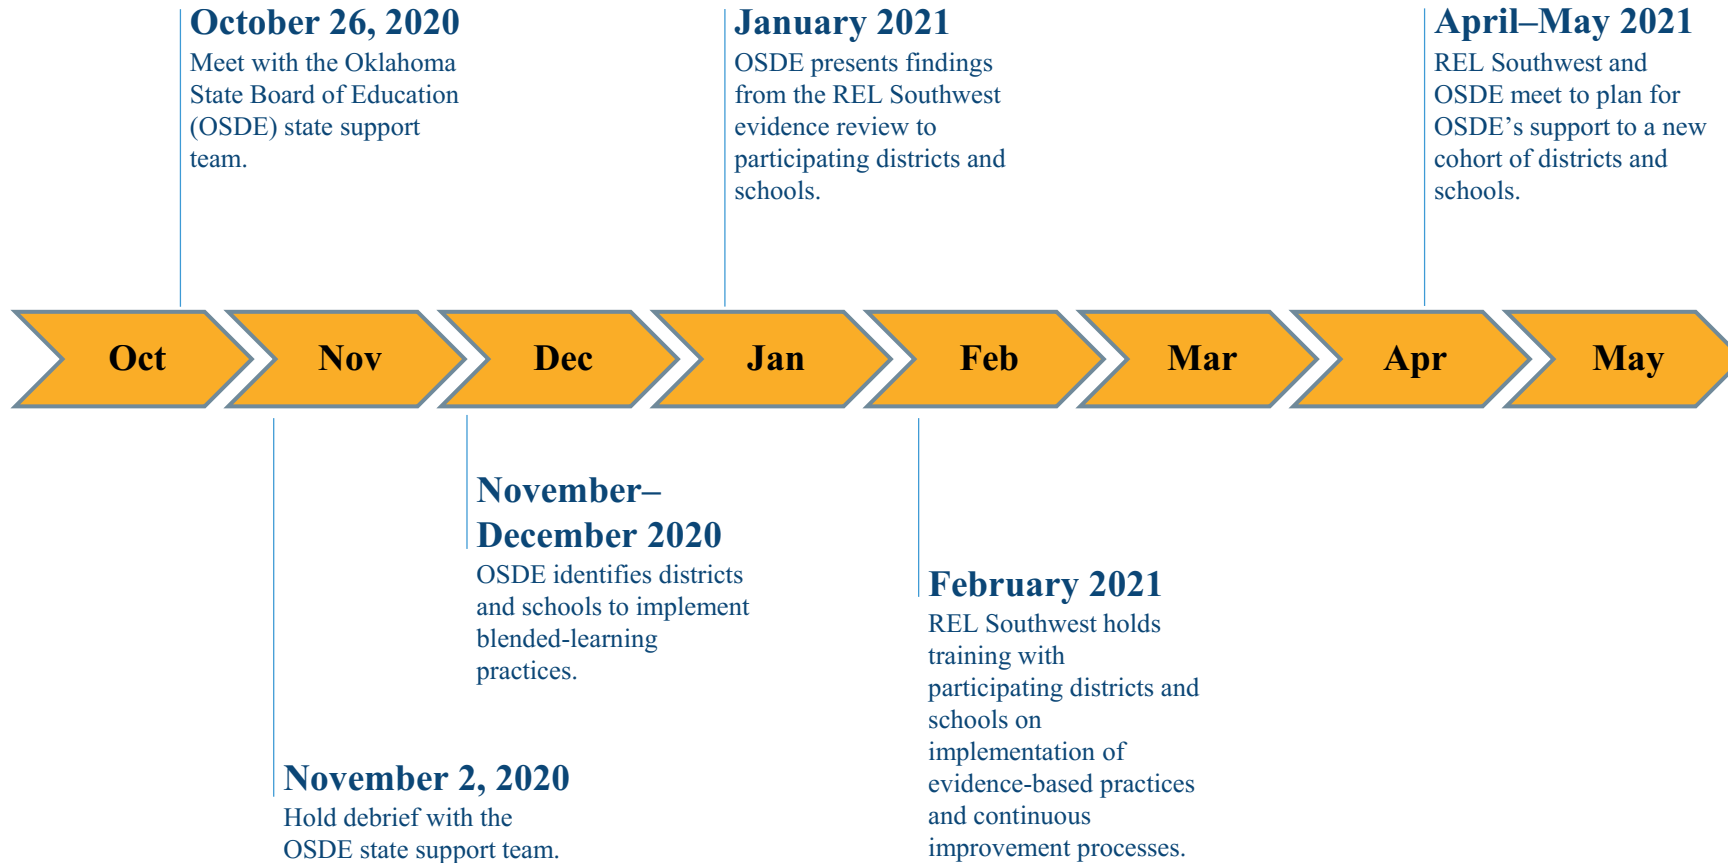 October 26, 2020
Meet with the Oklahoma
State Board of Education
(OSDE) state support
team.
January 2021
OSDE presents findings
from the REL Southwest
evidence review to
participating districts and
schools.
April–May 2021
REL Southwest and
OSDE meet to plan for
OSDE’s support to a new
cohort of districts and
schools.
Oct
Nov
Dec
Jan
Feb
Mar
Apr
May
November–
December 2020
OSDE identifies districts
and schools to implement
blended-learning
practices.
November 2, 2020
Hold debrief with the
OSDE state support team.
February 2021
REL Southwest holds
training with
participating districts and
schools on
implementation of
evidence-based practices
and continuous
improvement processes.